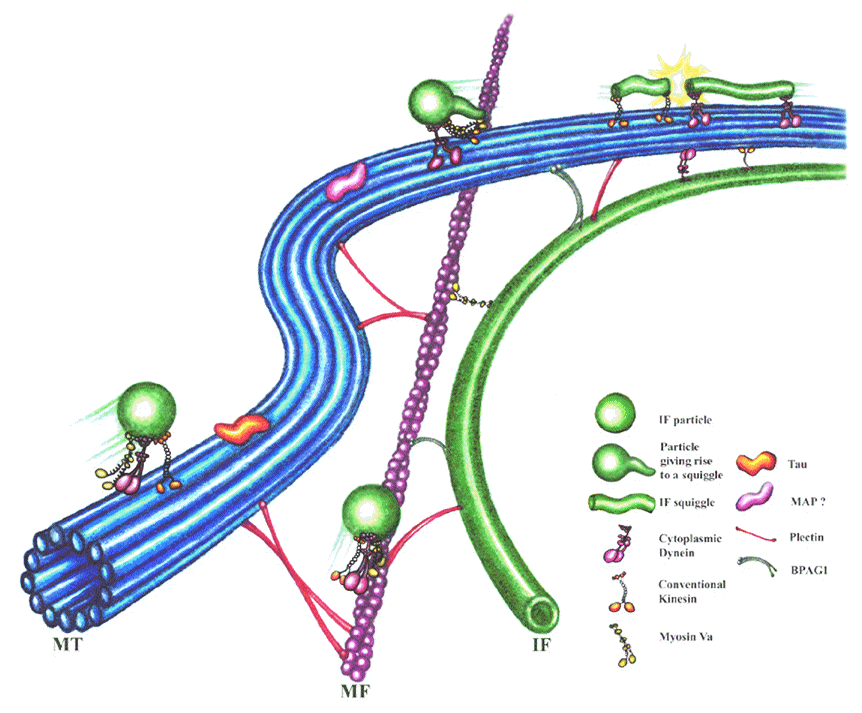 MT
MF
IF
IF particle
Particle
giving rise
to a squiggle
IF squiggle
Cytoplasmic
Dynein
Conventional
Kinesin
Myosin Va
Tau
MAP ?
Plectin
BPAG1